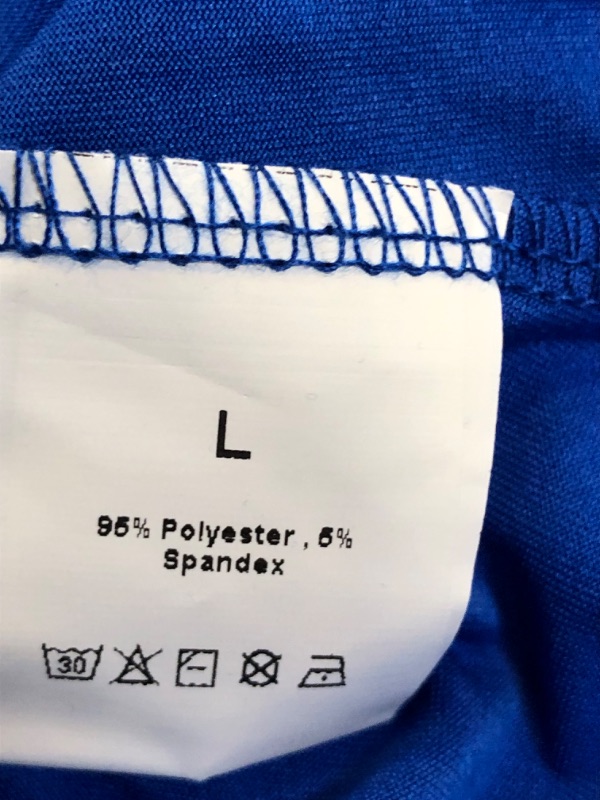 L
95% Polyester , 5%
Spandex
30